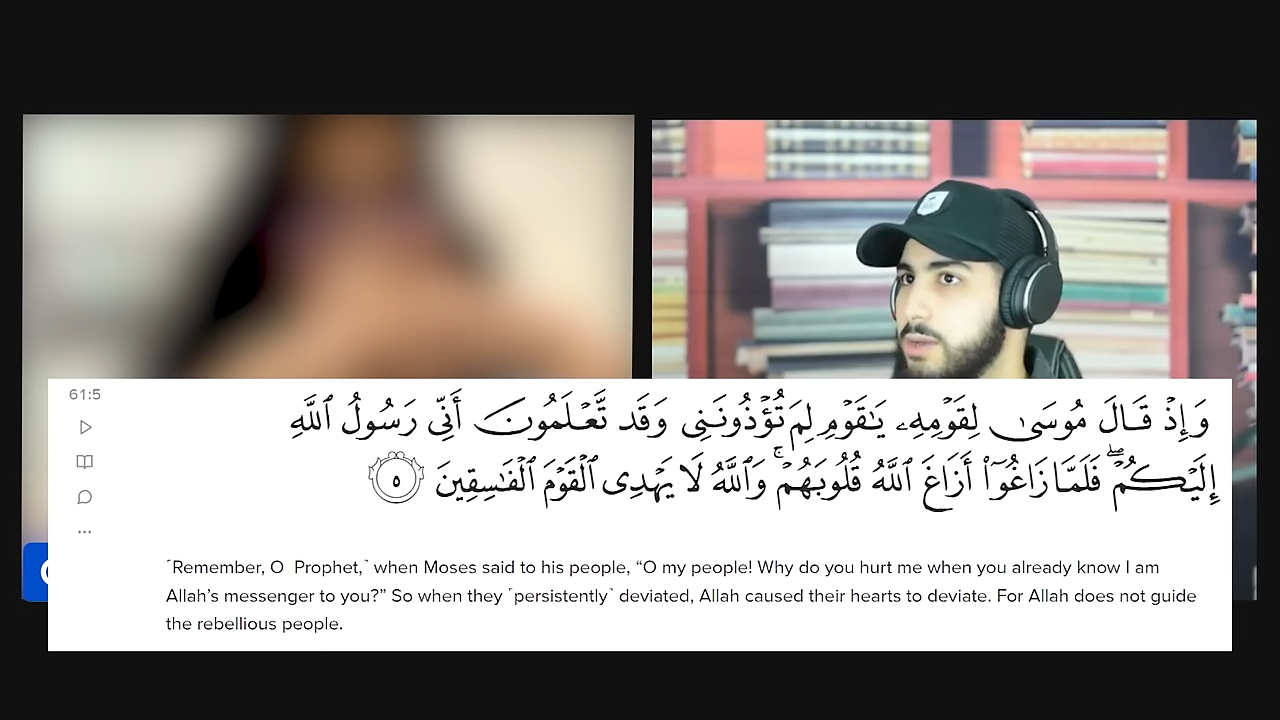 61:5
وَإِذْ قَالَ مُوسَىٰ لِقَوْمِهِۦ يَـٰقَوْمِ لِمَ تُؤْذُونَنِى وَقَد تَّعْلَمُونَ أَنِّى رَسُولُ ٱللَّهِ
إِلَيْكُمْ ۖ فَلَمَّا زَاغُوٓا۟ أَزَاغَ ٱللَّهُ قُلُوبَهُمْ ۚ وَٱللَّهُ لَا يَهْدِى ٱلْقَوْمَ ٱلْفَـٰسِقِينَ ٥
˹Remember, O Prophet,˺ when Moses said to his people, “O my people! Why do you hurt me when you already know I am
Allah’s messenger to you?” So when they ˹persistently˺ deviated, Allah caused their hearts to deviate. For Allah does not guide
the rebellious people.